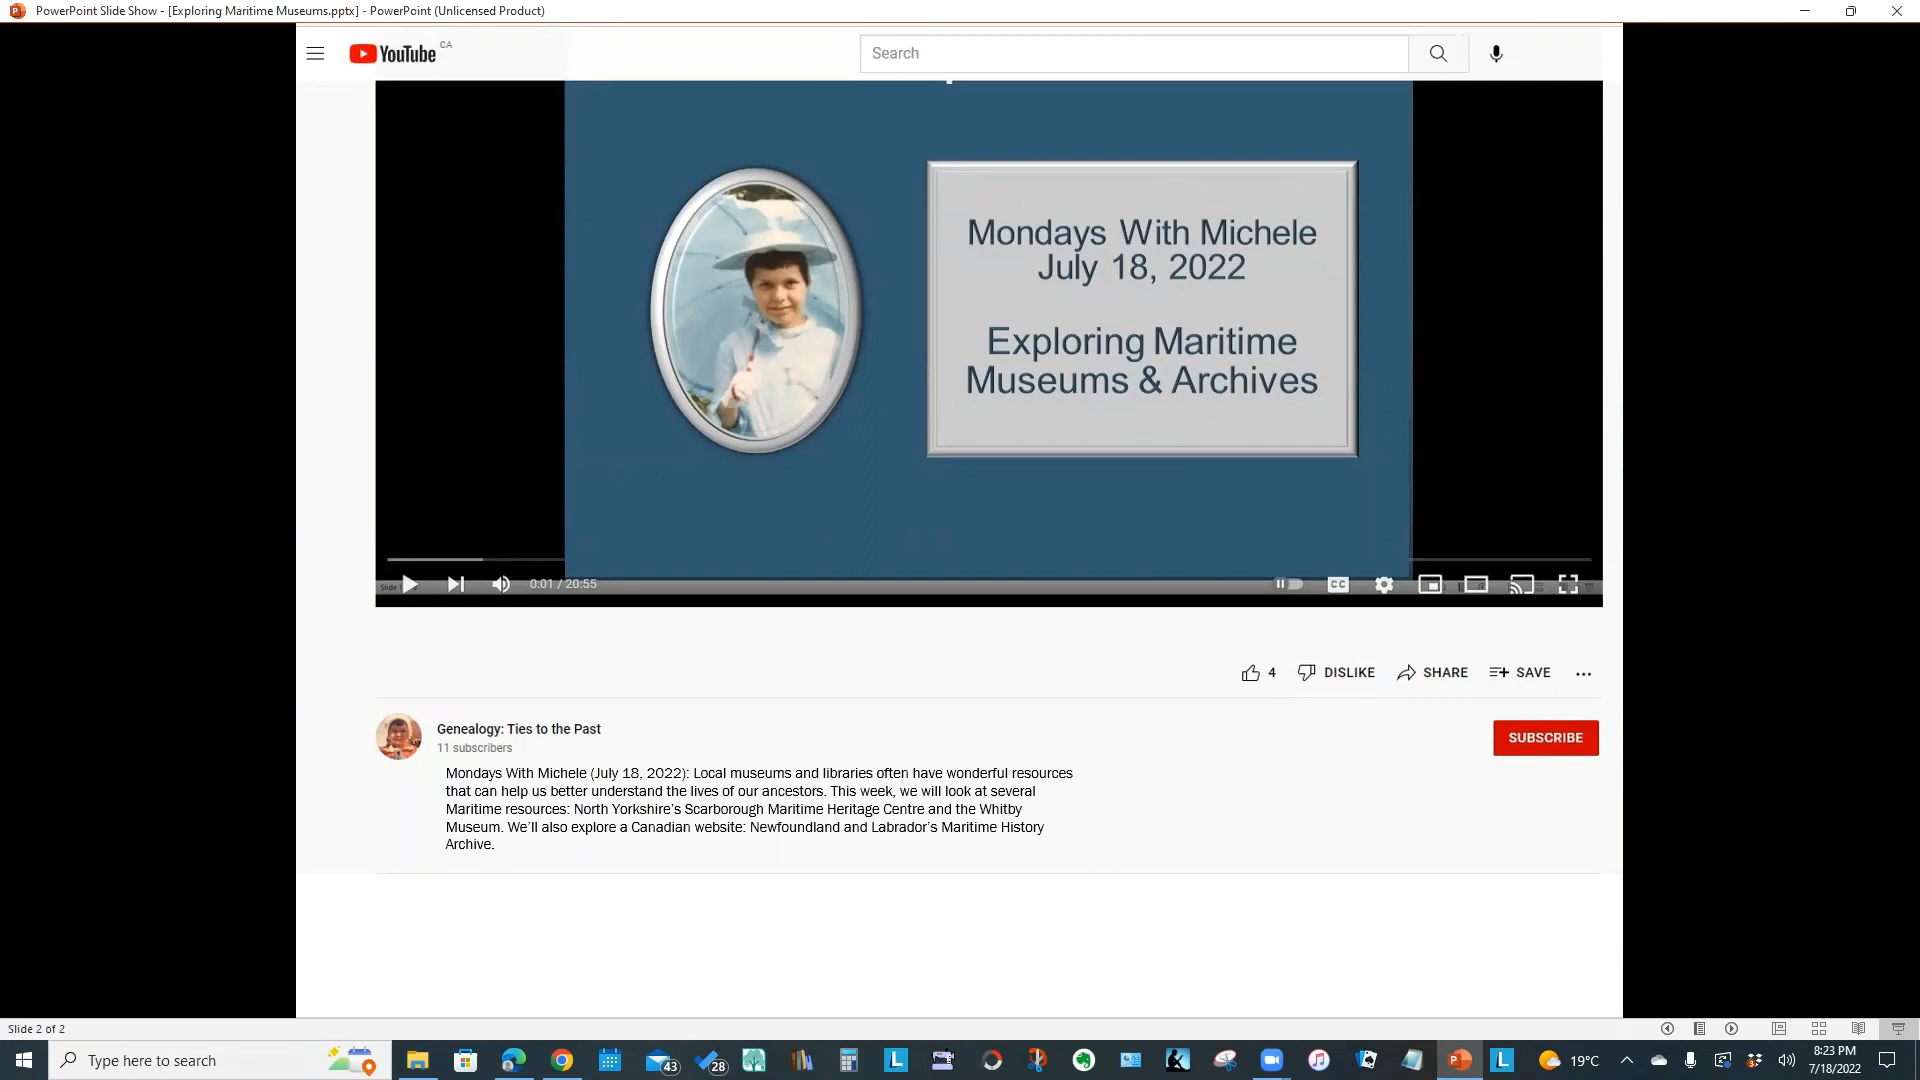 PowerPoint Slide Show - [Exploring Maritime Museums.pptx] - PowerPoint (Unlicensed Product)
YouTube CA
Search
Mondays With Michele
July 18, 2022
Exploring Maritime
Museums & Archives
0:01 / 20:55
CC
4 DISLIKE SHARE SAVE
Genealogy: Ties to the Past
11 subscribers
SUBSCRIBE
Mondays With Michele (July 18, 2022): Local museums and libraries often have wonderful resources
that can help us better understand the lives of our ancestors. This week, we will look at several
Maritime resources: North Yorkshire's Scarborough Maritime Heritage Centre and the Whitby
Museum. We'll also explore a Canadian website: Newfoundland and Labrador's Maritime History
Archive.
Slide 2 of 2
Type here to search
43
28
L
P
L
19°C
8:23 PM
7/18/2022